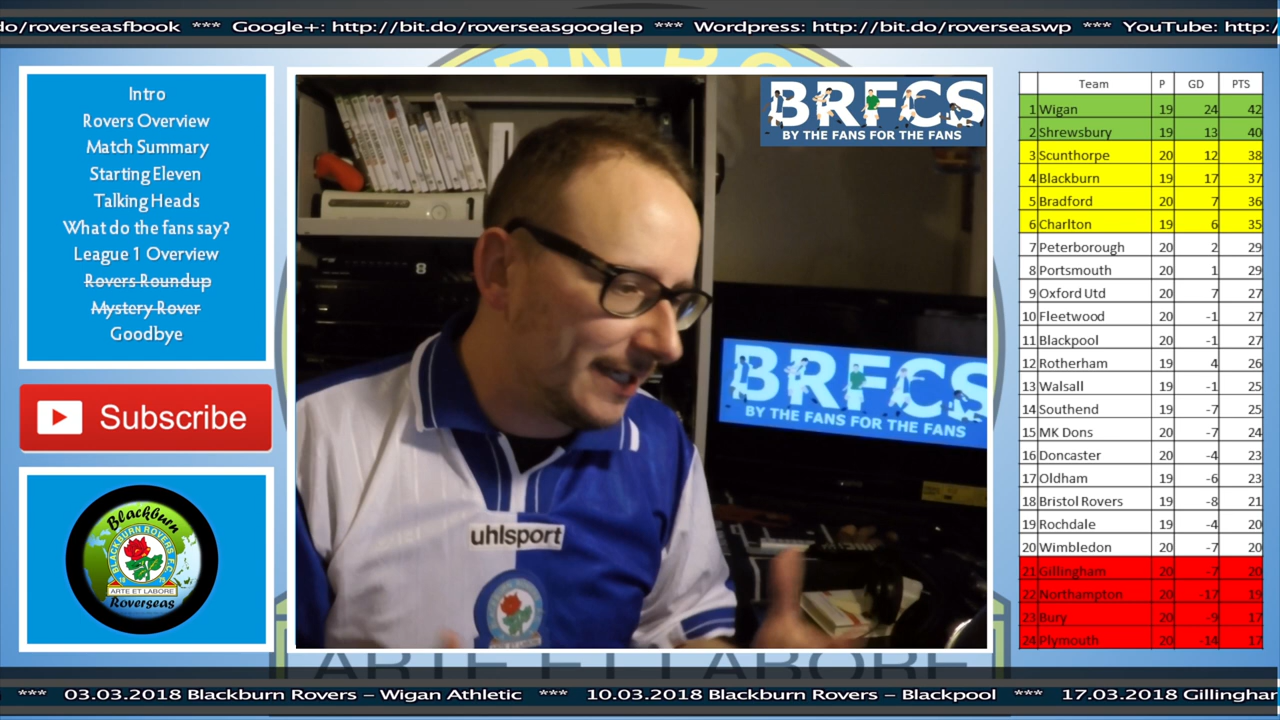 do/roverseasfbook *** Google+: http://bit.do/roverseasgooglep *** Wordpress: http://bit.do/roverseaswp *** YouTube: http:/
Intro
Rovers Overview
Match Summary
Starting Eleven
Talking Heads
What do the fans say?
League 1 Overview
Rovers Roundup
Mystery Rover
Goodbye
Subscribe
Blackburn
BLACKBURN ROVERS F.C.
1875
ARTE ET LABORE
Roverseas
BRFCS
BY THE FANS FOR THE FANS
8
BRFCS
BY THE FANS FOR THE FANS
uhlsport
ARTE ET LABORE
Team P GD PTS
1 Wigan 19 24 42
2 Shrewsbury 19 13 40
3 Scunthorpe 20 12 38
4 Blackburn 19 17 37
5 Bradford 20 7 36
6 Charlton 19 6 35
7 Peterborough 20 2 29
8 Portsmouth 20 1 29
9 Oxford Utd 20 7 27
10 Fleetwood 20 -1 27
11 Blackpool 20 -1 27
12 Rotherham 19 4 26
13 Walsall 19 -1 25
14 Southend 19 -7 25
15 MK Dons 20 -7 24
16 Doncaster 20 -4 23
17 Oldham 19 -6 23
18 Bristol Rovers 19 -8 21
19 Rochdale 19 -4 20
20 Wimbledon 20 -7 20
21 Gillingham 20 -7 20
22 Northampton 20 -17 19
23 Bury 20 -9 17
24 Plymouth 20 -14 17
*** 03.03.2018 Blackburn Rovers – Wigan Athletic *** 10.03.2018 Blackburn Rovers – Blackpool *** 17.03.2018 Gillinghar